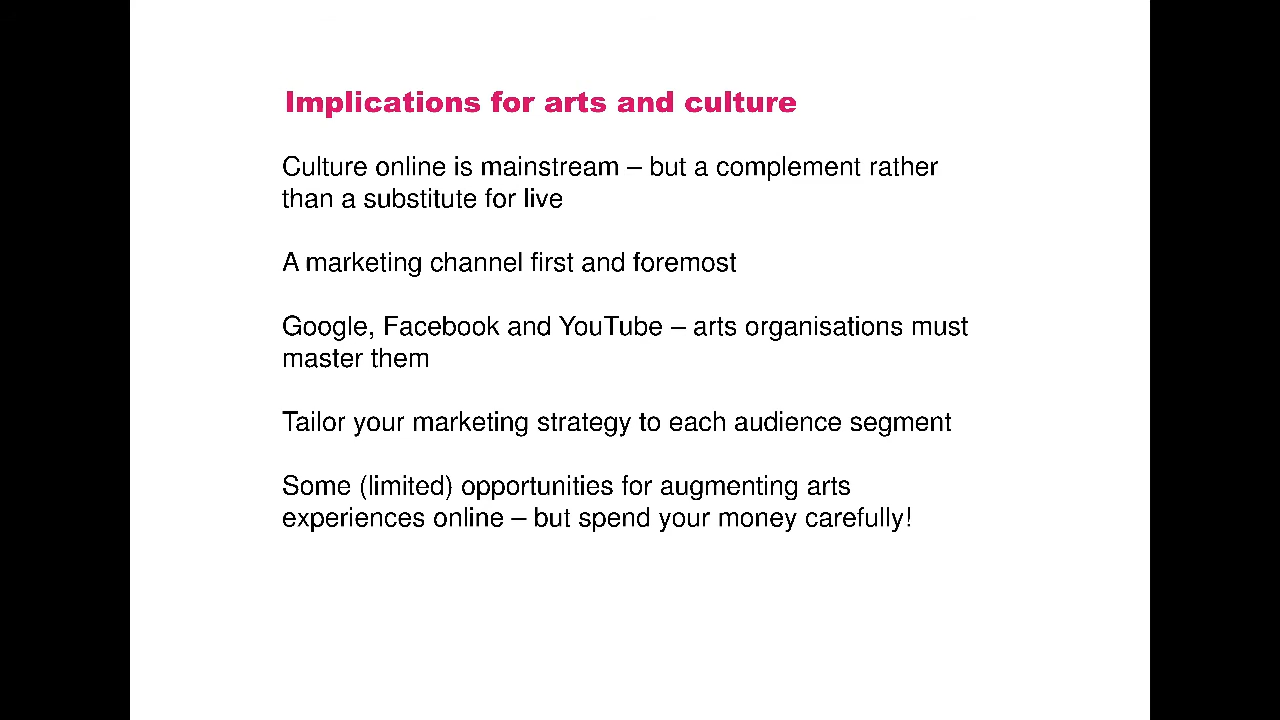 Implications for arts and culture
Culture online is mainstream – but a complement rather
than a substitute for live
A marketing channel first and foremost
Google, Facebook and YouTube – arts organisations must
master them
Tailor your marketing strategy to each audience segment
Some (limited) opportunities for augmenting arts
experiences online – but spend your money carefully!